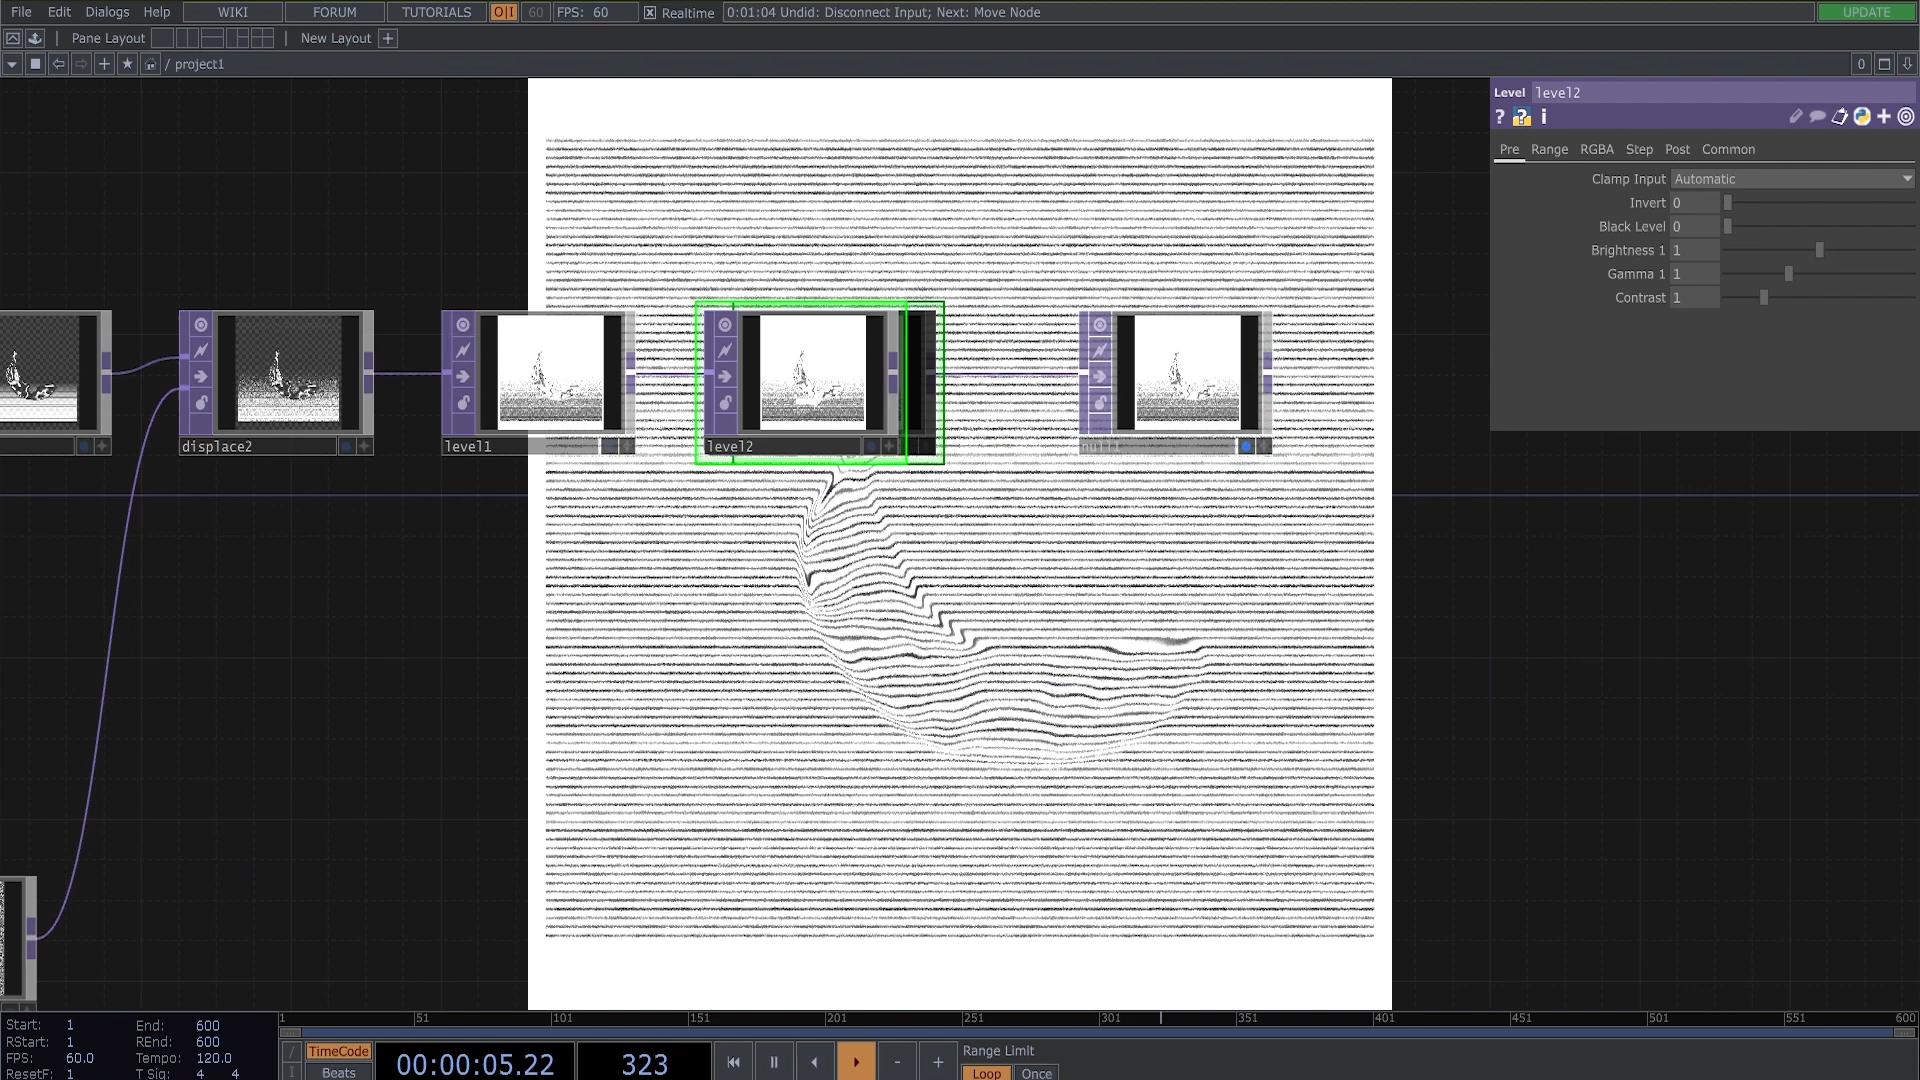 File Edit Dialogs Help WIKI FORUM TUTORIALS O|I 60 FPS: 60 Realtime 0:01:04 Undid: Disconnect Input; Next: Move Node UPDATE
Pane Layout New Layout +
/ project1 0
Level level2
? ? i
Pre Range RGBA Step Post Common
Clamp Input Automatic
Invert 0
Black Level 0
Brightness 1 1
Gamma 1 1
Contrast 1
displace2 level1 level2 null1
1 51 101 151 201 251 301 351 401 451 501 551 600
Start: 1 End: 600
RStart: 1 REnd: 600
FPS: 60.0 Tempo: 120.0
ResetF: 1 T Sig: 4 4
TimeCode
Beats
00:00:05.22 323
- +
Range Limit
Loop Once